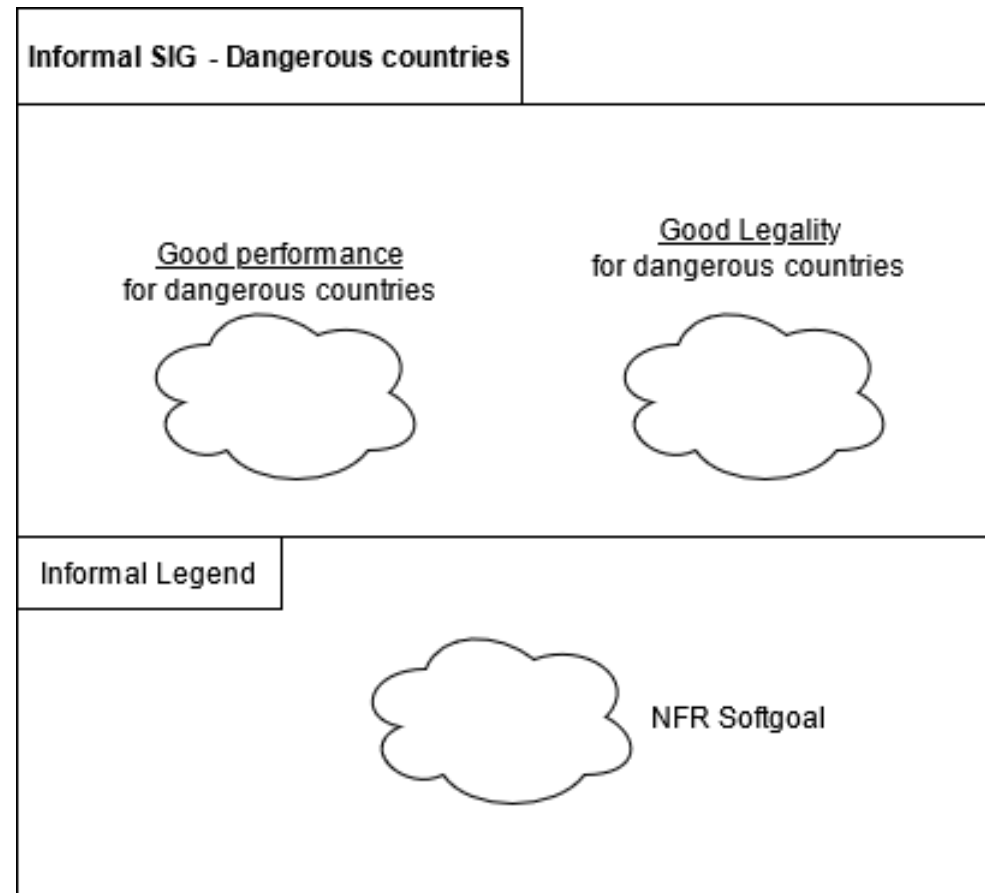 Informal SIG - Dangerous countries
Good performance
for dangerous countries
Good Legality
for dangerous countries
Informal Legend
NFR Softgoal